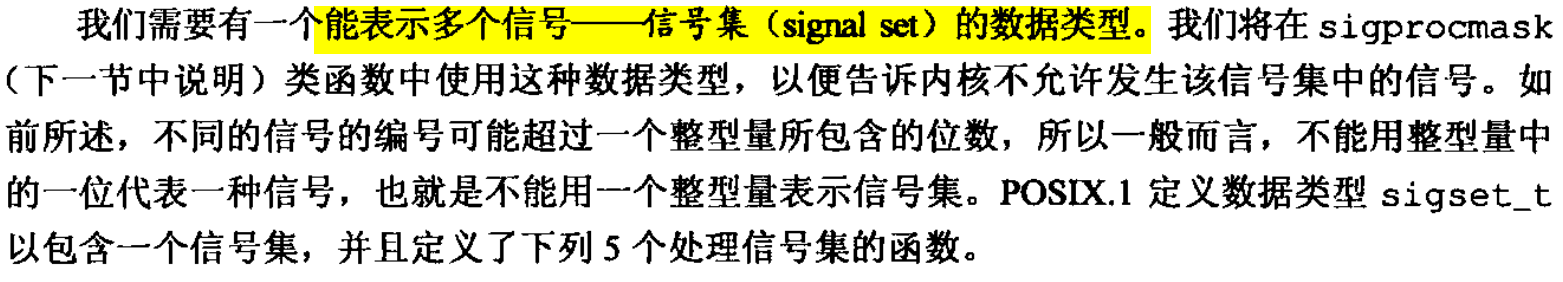 我们需要有一个能表示多个信号——信号集（signal set）的数据类型。我们将在 sigprocmask
（下一节中说明）类函数中使用这种数据类型，以便告诉内核不允许发生该信号集中的信号。如
前所述，不同的信号的编号可能超过一个整型量所包含的位数，所以一般而言，不能用整型量中
的一位代表一种信号，也就是不能用一个整型量表示信号集。POSIX.1 定义数据类型 sigset_t
以包含一个信号集，并且定义了下列 5 个处理信号集的函数。